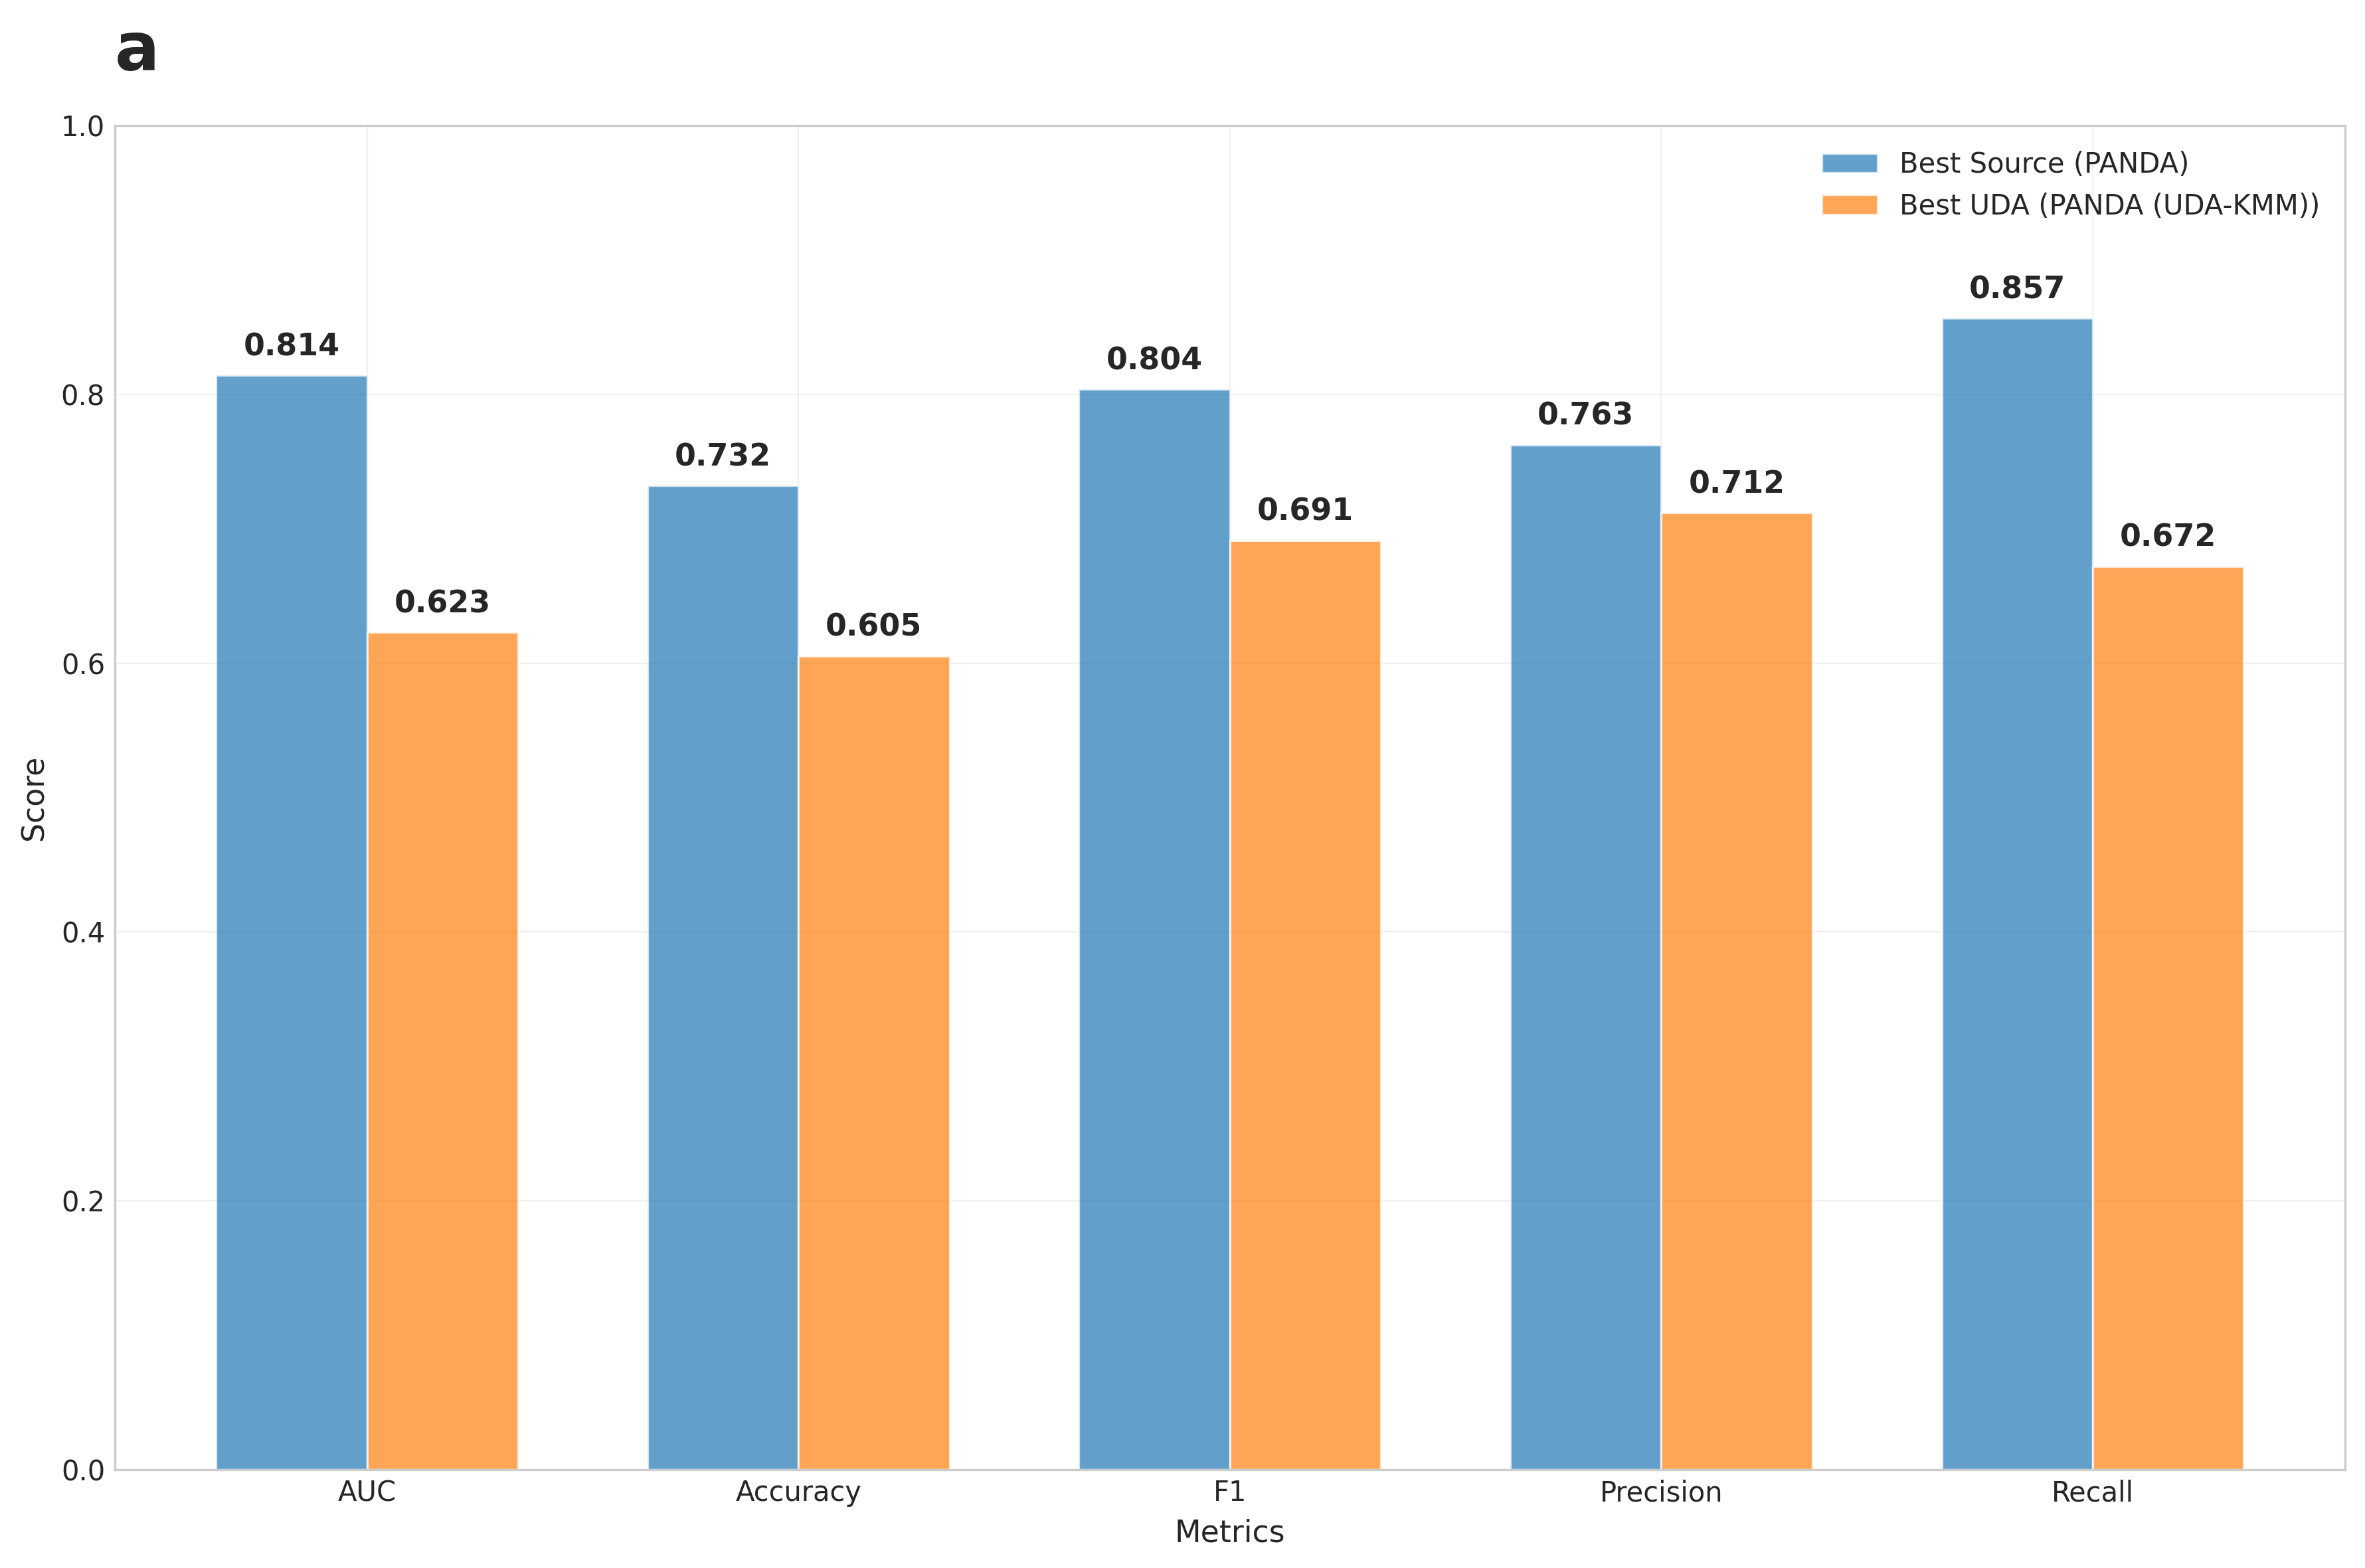 a
1.0
0.8
0.6
0.4
0.2
0.0
Score
Best Source (PANDA)
Best UDA (PANDA (UDA-KMM))
0.814
0.623
0.732
0.605
0.804
0.691
0.763
0.712
0.857
0.672
AUC
Accuracy
F1
Precision
Recall
Metrics